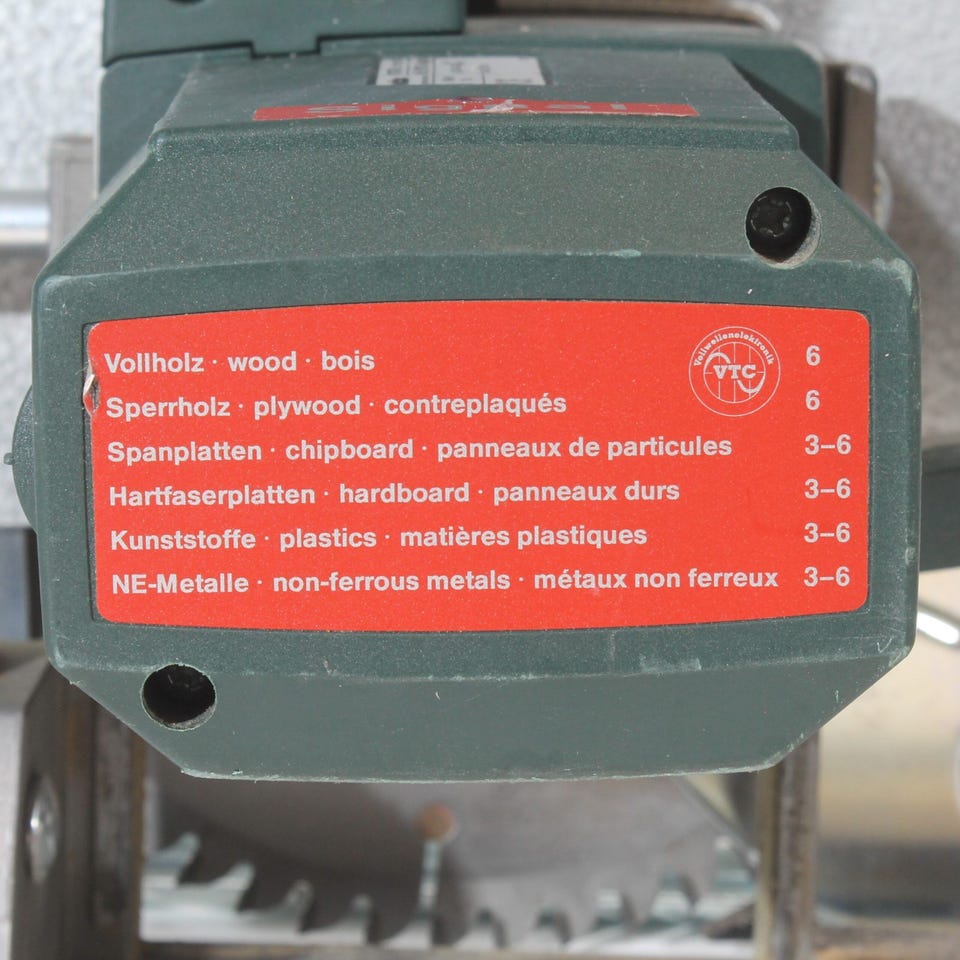 Vollholz · wood · bois 6
Vollwellenelektronik
VTC
Sperrholz · plywood · contreplaqués 6
Spanplatten · chipboard · panneaux de particules 3–6
Hartfaserplatten · hardboard · panneaux durs 3–6
Kunststoffe · plastics · matières plastiques 3–6
NE-Metalle · non-ferrous metals · métaux non ferreux 3–6